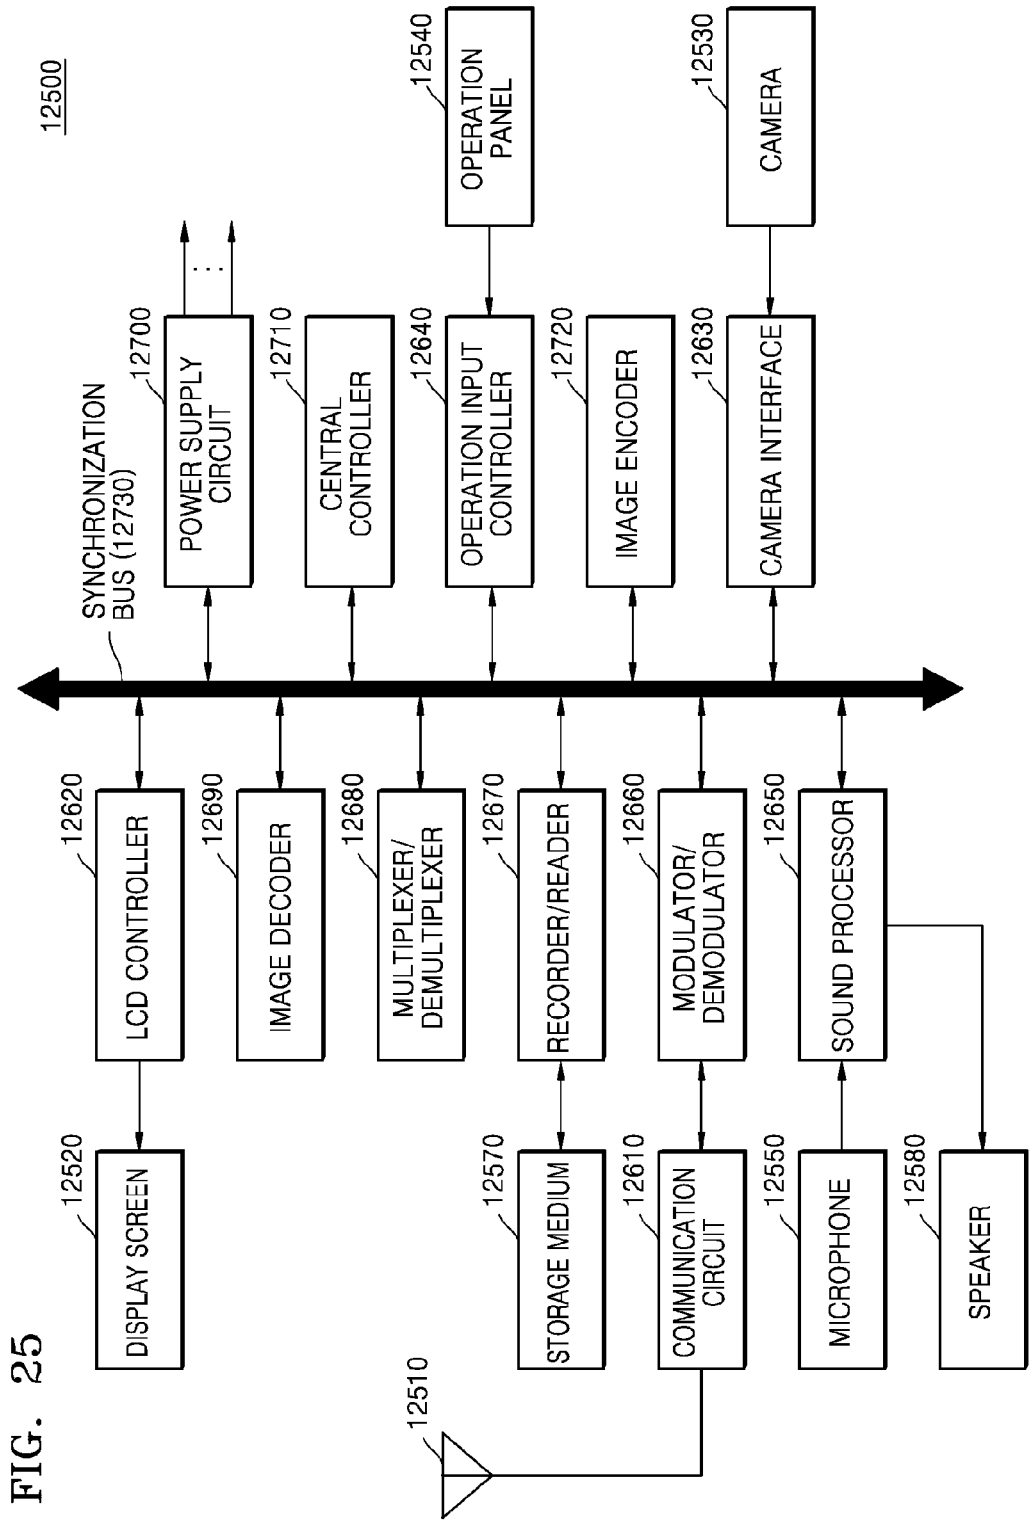 FIG. 25
12500
12510
DISPLAY SCREEN
12520
LCD CONTROLLER
12620
SYNCHRONIZATION
BUS (12730)
POWER SUPPLY
CIRCUIT
12700
...
IMAGE DECODER
12690
CENTRAL
CONTROLLER
12710
MULTIPLEXER/
DEMULTIPLEXER
12680
OPERATION INPUT
CONTROLLER
12640
OPERATION
PANEL
12540
STORAGE MEDIUM
12570
RECORDER/READER
12670
IMAGE ENCODER
12720
COMMUNICATION
CIRCUIT
12610
MODULATOR/
DEMODULATOR
12660
CAMERA INTERFACE
12630
CAMERA
12530
MICROPHONE
12550
SOUND PROCESSOR
12650
SPEAKER
12580